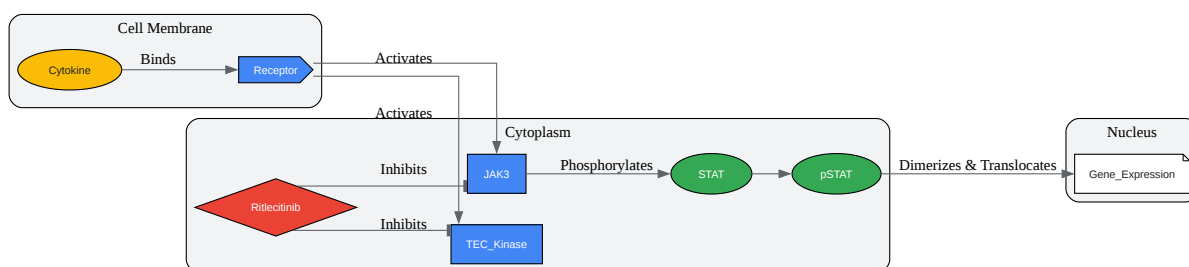 Cell Membrane
Cytokine
Binds
Receptor
Activates
Activates
Cytoplasm
Nucleus
Ritlecitinib
Inhibits
Inhibits
JAK3
TEC_Kinase
Phosphorylates
STAT
pSTAT
Dimerizes & Translocates
Gene_Expression